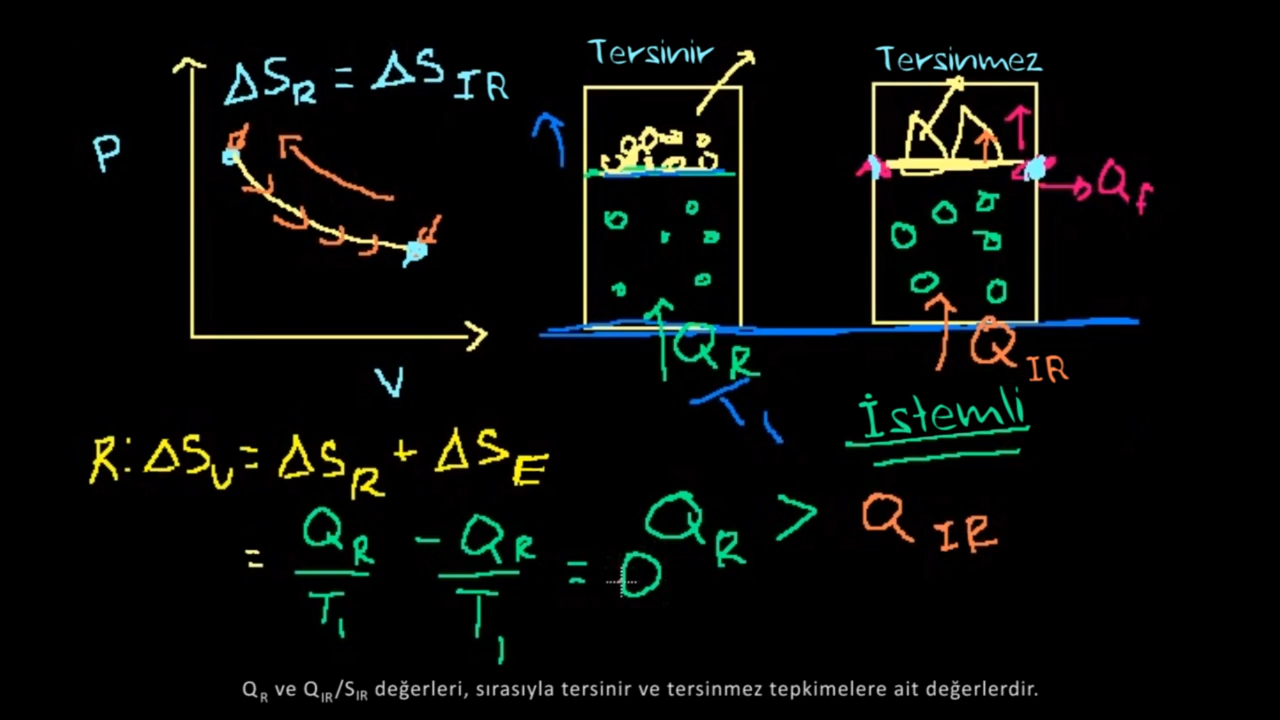 Tersinir
Tersinmez
ΔS_R = ΔS_IR
P
d
d
V
Q_f
Q_R
Q_IR
T_1
İstemli
R: ΔS_U = ΔS_R + ΔS_E
= Q_R/T_1 - Q_R/T_1 = 0
Q_R > Q_IR
Q_R ve Q_IR/S_IR değerleri, sırasıyla tersinir ve tersinmez tepkimelere ait değerlerdir.